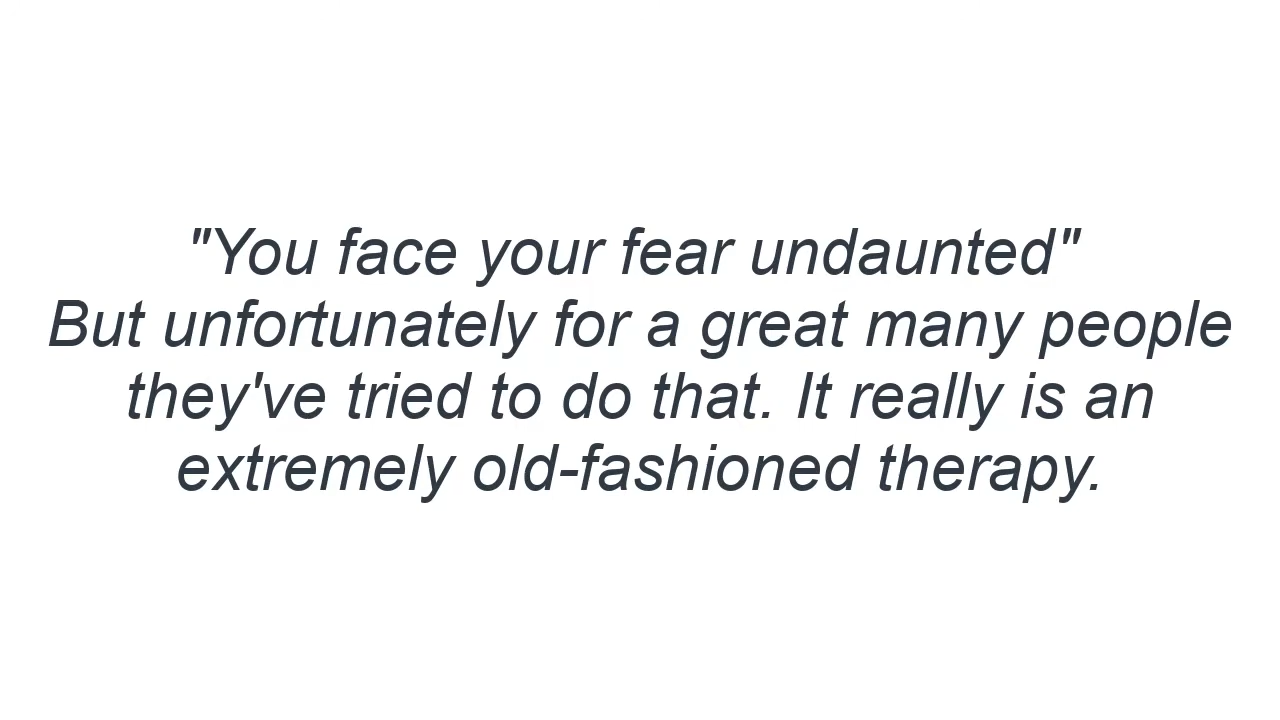 "You face your fear undaunted"
But unfortunately for a great many people
they've tried to do that. It really is an
extremely old-fashioned therapy.